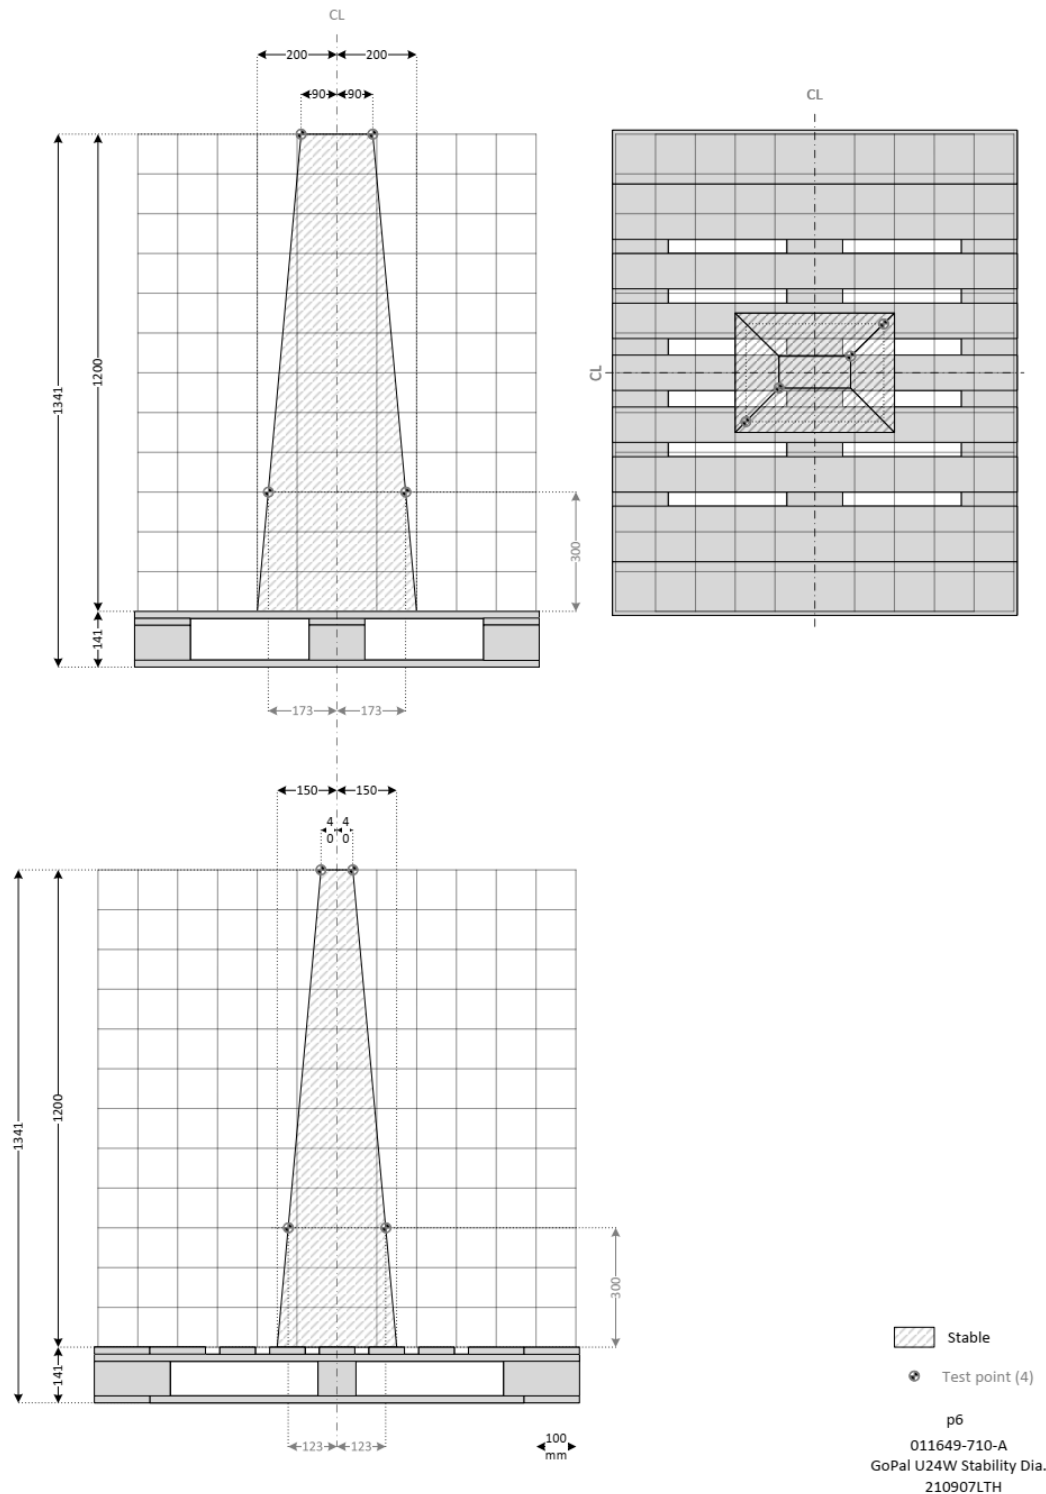 CL
200 200
90 90
CL
1341
1200
CL
300
141
173 173
150 150
4 4
0 0
1341
1200
300
141
123 123
100
mm
Stable
Test point (4)
p6
011649-710-A
GoPal U24W Stability Dia.
210907LTH